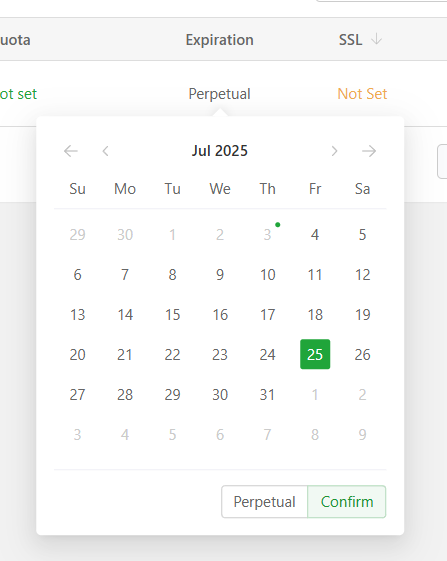 uota Expiration SSL
ot set Perpetual Not Set
Jul 2025
Su Mo Tu We Th Fr Sa
29 30 1 2 3 4 5
6 7 8 9 10 11 12
13 14 15 16 17 18 19
20 21 22 23 24 25 26
27 28 29 30 31 1 2
3 4 5 6 7 8 9
Perpetual Confirm